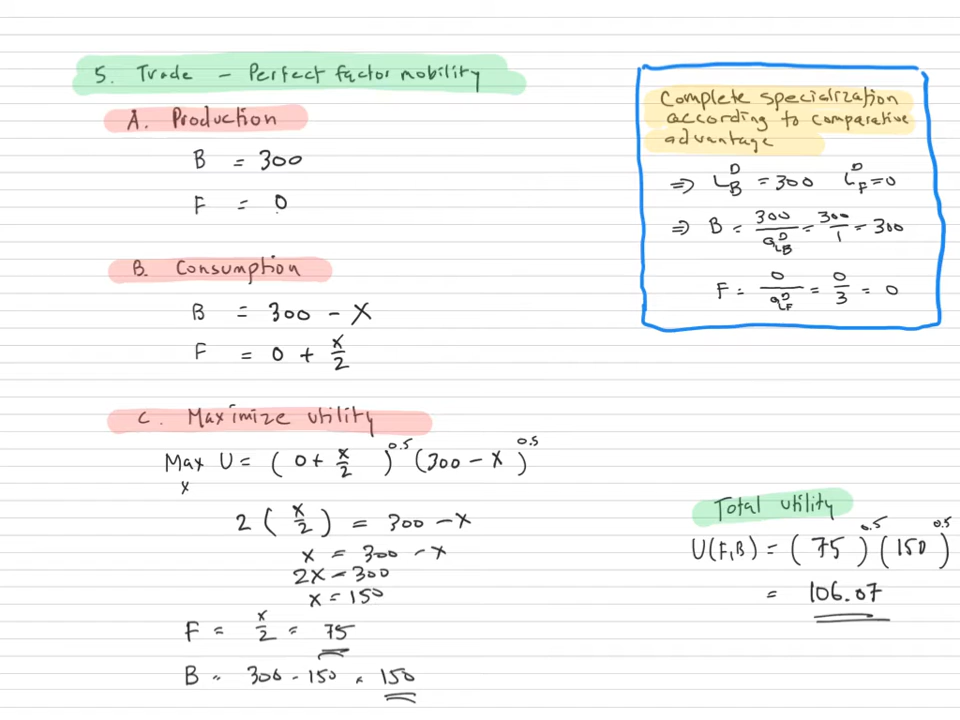 5. Trade - Perfect factor mobility
A. Production
B = 300
F = 0
B. Consumption
B = 300 - X
F = 0 + x/2
C. Maximize utility
Max U = ( 0 + x/2 )^0.5 (300 - x )^0.5
x
2 ( x/2 ) = 300 - x
x = 300 - x
2x = 300
x = 150
F = x/2 = 75
B = 300 - 150 = 150
Complete specialization
according to comparative
advantage
⇒ L_B^D = 300 L_F^D = 0
⇒ B = 300/a_LB^D = 300/1 = 300
F = 0/a_LF^D = 0/3 = 0
Total utility
U(F,B) = ( 75 )^0.5 ( 150 )^0.5
= 106.07